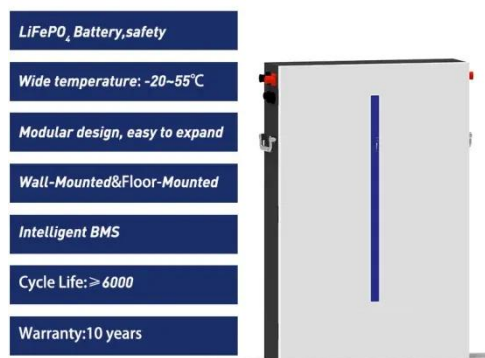 LiFePO₄ Battery,safety
Wide temperature: -20~55℃
Modular design, easy to expand
Wall-Mounted&Floor-Mounted
Intelligent BMS
Cycle Life:≥6000
Warranty:10 years